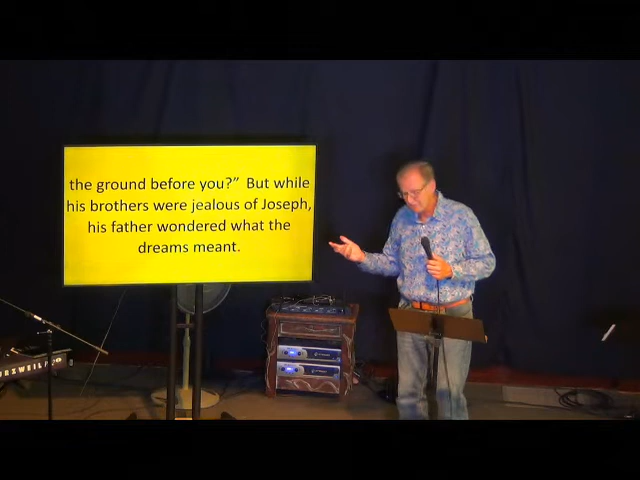 the ground before you?” But while
his brothers were jealous of Joseph,
his father wondered what the
dreams meant.
KURZWEIL